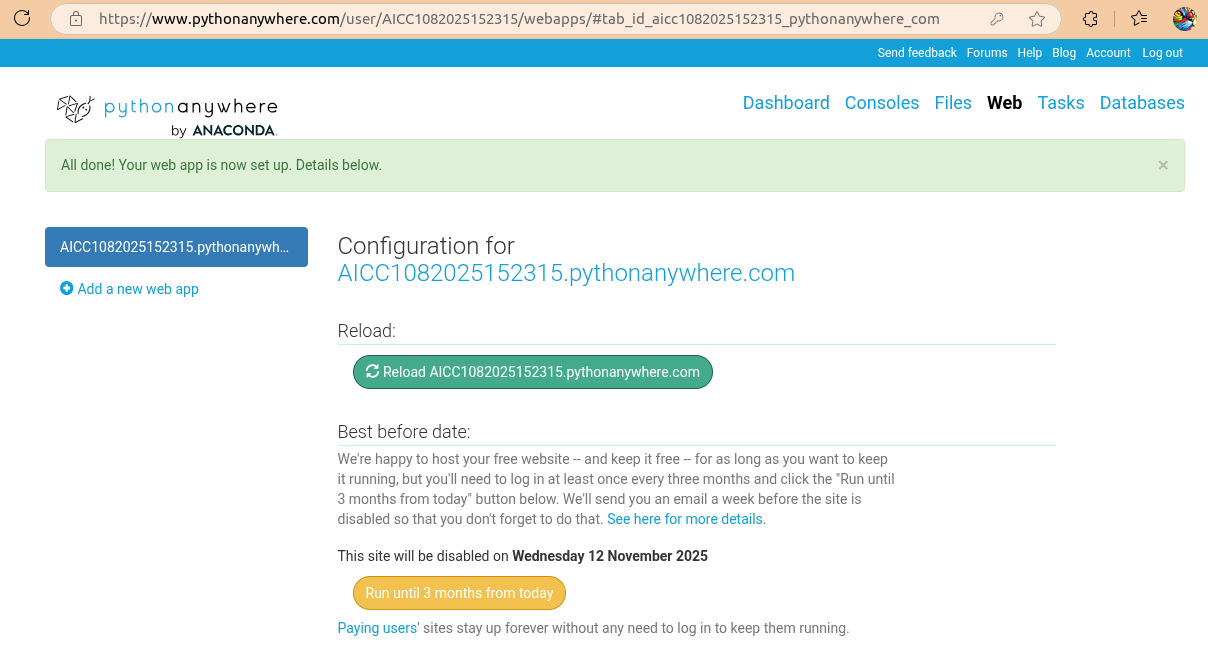 https://www.pythonanywhere.com/user/AICC1082025152315/webapps/#tab_id_aicc1082025152315_pythonanywhere_com
Send feedback Forums Help Blog Account Log out
pythonanywhere
by ANACONDA.
Dashboard Consoles Files Web Tasks Databases
All done! Your web app is now set up. Details below. ×
AICC1082025152315.pythonanywh...
Add a new web app
Configuration for
AICC1082025152315.pythonanywhere.com
Reload:
Reload AICC1082025152315.pythonanywhere.com
Best before date:
We're happy to host your free website -- and keep it free -- for as long as you want to keep
it running, but you'll need to log in at least once every three months and click the "Run until
3 months from today" button below. We'll send you an email a week before the site is
disabled so that you don't forget to do that. See here for more details.
This site will be disabled on Wednesday 12 November 2025
Run until 3 months from today
Paying users' sites stay up forever without any need to log in to keep them running.